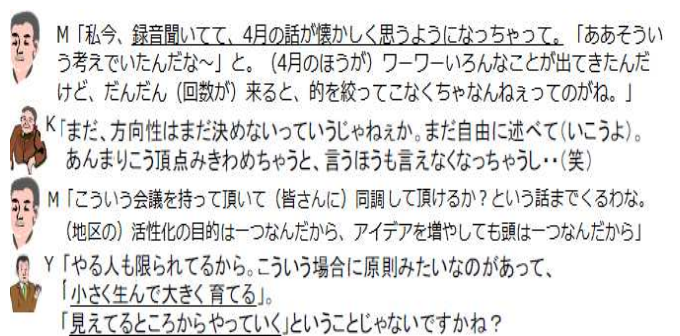 M「私今、録音聞いてて、4月の話が懐かしく思うようになっちゃって。「ああそうい
う考えでいたんだな～」と。（4月のほうが）ワーワーいろんなことが出てきたんだ
けど、だんだん（回数が）来ると、的を絞ってこなくちゃなんねぇってのがね。」
K「まだ、方向性はまだ決めないっていうじゃねぇか。まだ自由に述べて(いこうよ)。
あんまりこう頂点みきわめちゃうと、言うほうも言えなくなっちゃうし・・(笑)
M「こういう会議を持って頂いて（皆さんに）同調して頂けるか？という話までくるわな。
（地区の）活性化の目的は一つなんだから、アイデアを増やしても頭は一つなんだから」
Y「やる人も限られてるから。こういう場合に原則みたいなのがあって、
「小さく生んで大きく育てる」。
「見えてるところからやっていく」ということじゃないですかね？